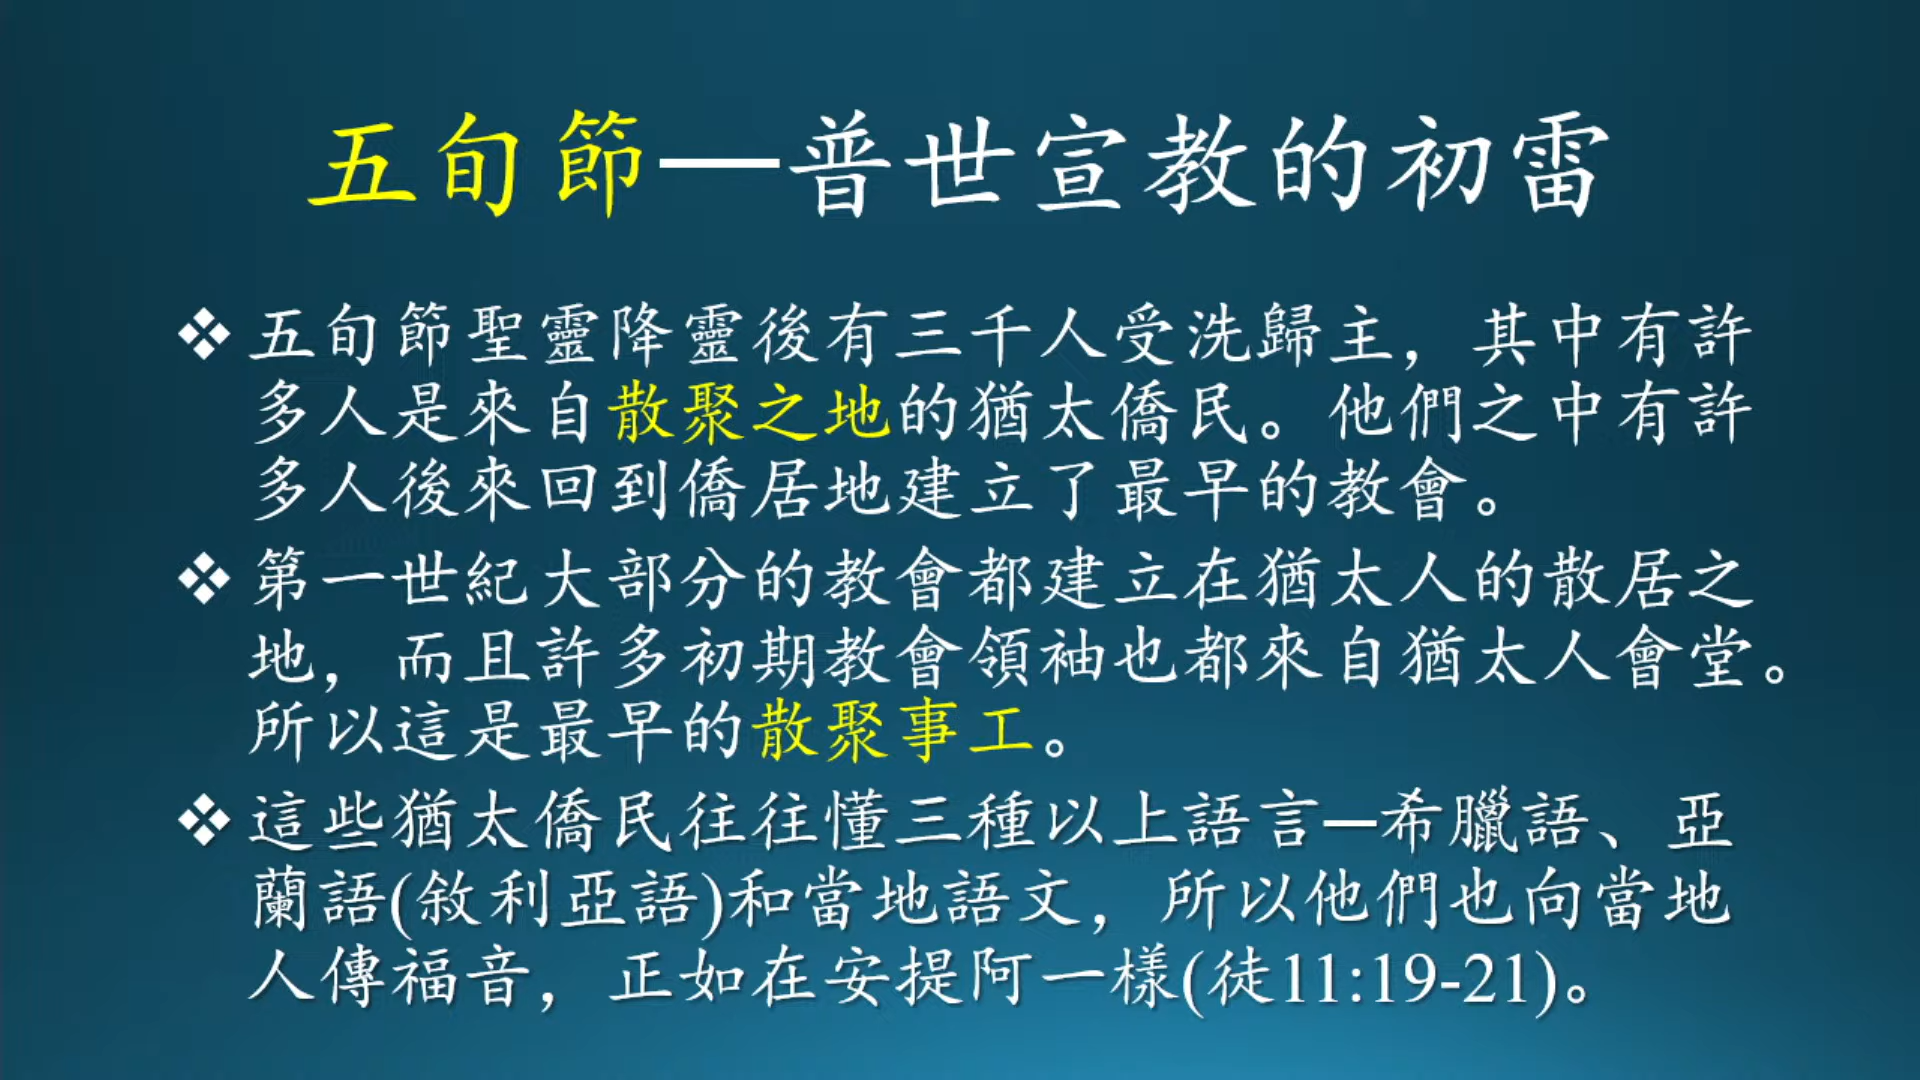 五旬節—普世宣教的初雷
❖五旬節聖靈降靈後有三千人受洗歸主，其中有許
多人是來自散聚之地的猶太僑民。他們之中有許
多人後來回到僑居地建立了最早的教會。
❖第一世紀大部分的教會都建立在猶太人的散居之
地，而且許多初期教會領袖也都來自猶太人會堂。
所以這是最早的散聚事工。
❖這些猶太僑民往往懂三種以上語言—希臘語、亞
蘭語(敘利亞語)和當地語文，所以他們也向當地
人傳福音，正如在安提阿一樣(徒11:19-21)。